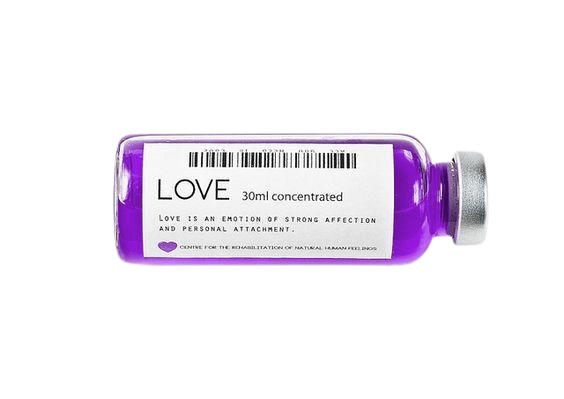 LOVE 30ml concentrated
LOVE IS AN EMOTION OF STRONG AFFECTION
AND PERSONAL ATTACHMENT.
CENTRE FOR THE REHABILITATION OF NATURAL HUMAN FEELINGS